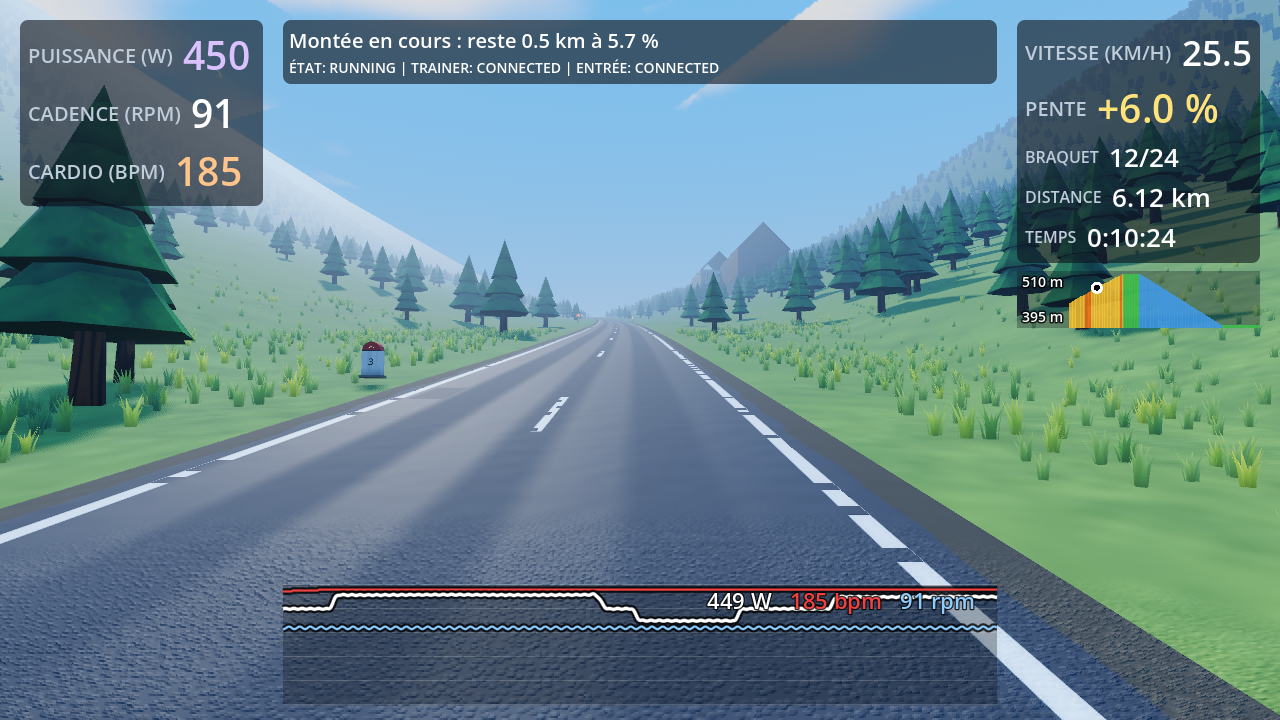 PUISSANCE (W) 450
CADENCE (RPM) 91
CARDIO (BPM) 185
Montée en cours : reste 0.5 km à 5.7 %
ÉTAT: RUNNING | TRAINER: CONNECTED | ENTRÉE: CONNECTED
VITESSE (KM/H) 25.5
PENTE +6.0 %
BRAQUET 12/24
DISTANCE 6.12 km
TEMPS 0:10:24
510 m
395 m
3
449 W 185 bpm 91 rpm